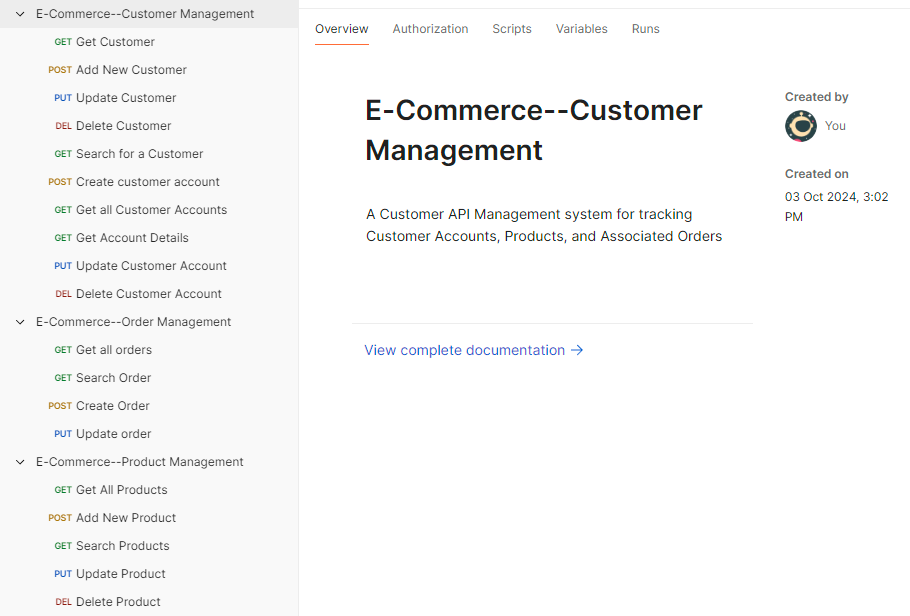 E-Commerce--Customer Management
GET Get Customer
POST Add New Customer
PUT Update Customer
DEL Delete Customer
GET Search for a Customer
POST Create customer account
GET Get all Customer Accounts
GET Get Account Details
PUT Update Customer Account
DEL Delete Customer Account
E-Commerce--Order Management
GET Get all orders
GET Search Order
POST Create Order
PUT Update order
E-Commerce--Product Management
GET Get All Products
POST Add New Product
GET Search Products
PUT Update Product
DEL Delete Product
Overview Authorization Scripts Variables Runs
E-Commerce--Customer
Management
A Customer API Management system for tracking
Customer Accounts, Products, and Associated Orders
View complete documentation →
Created by
You
Created on
03 Oct 2024, 3:02
PM